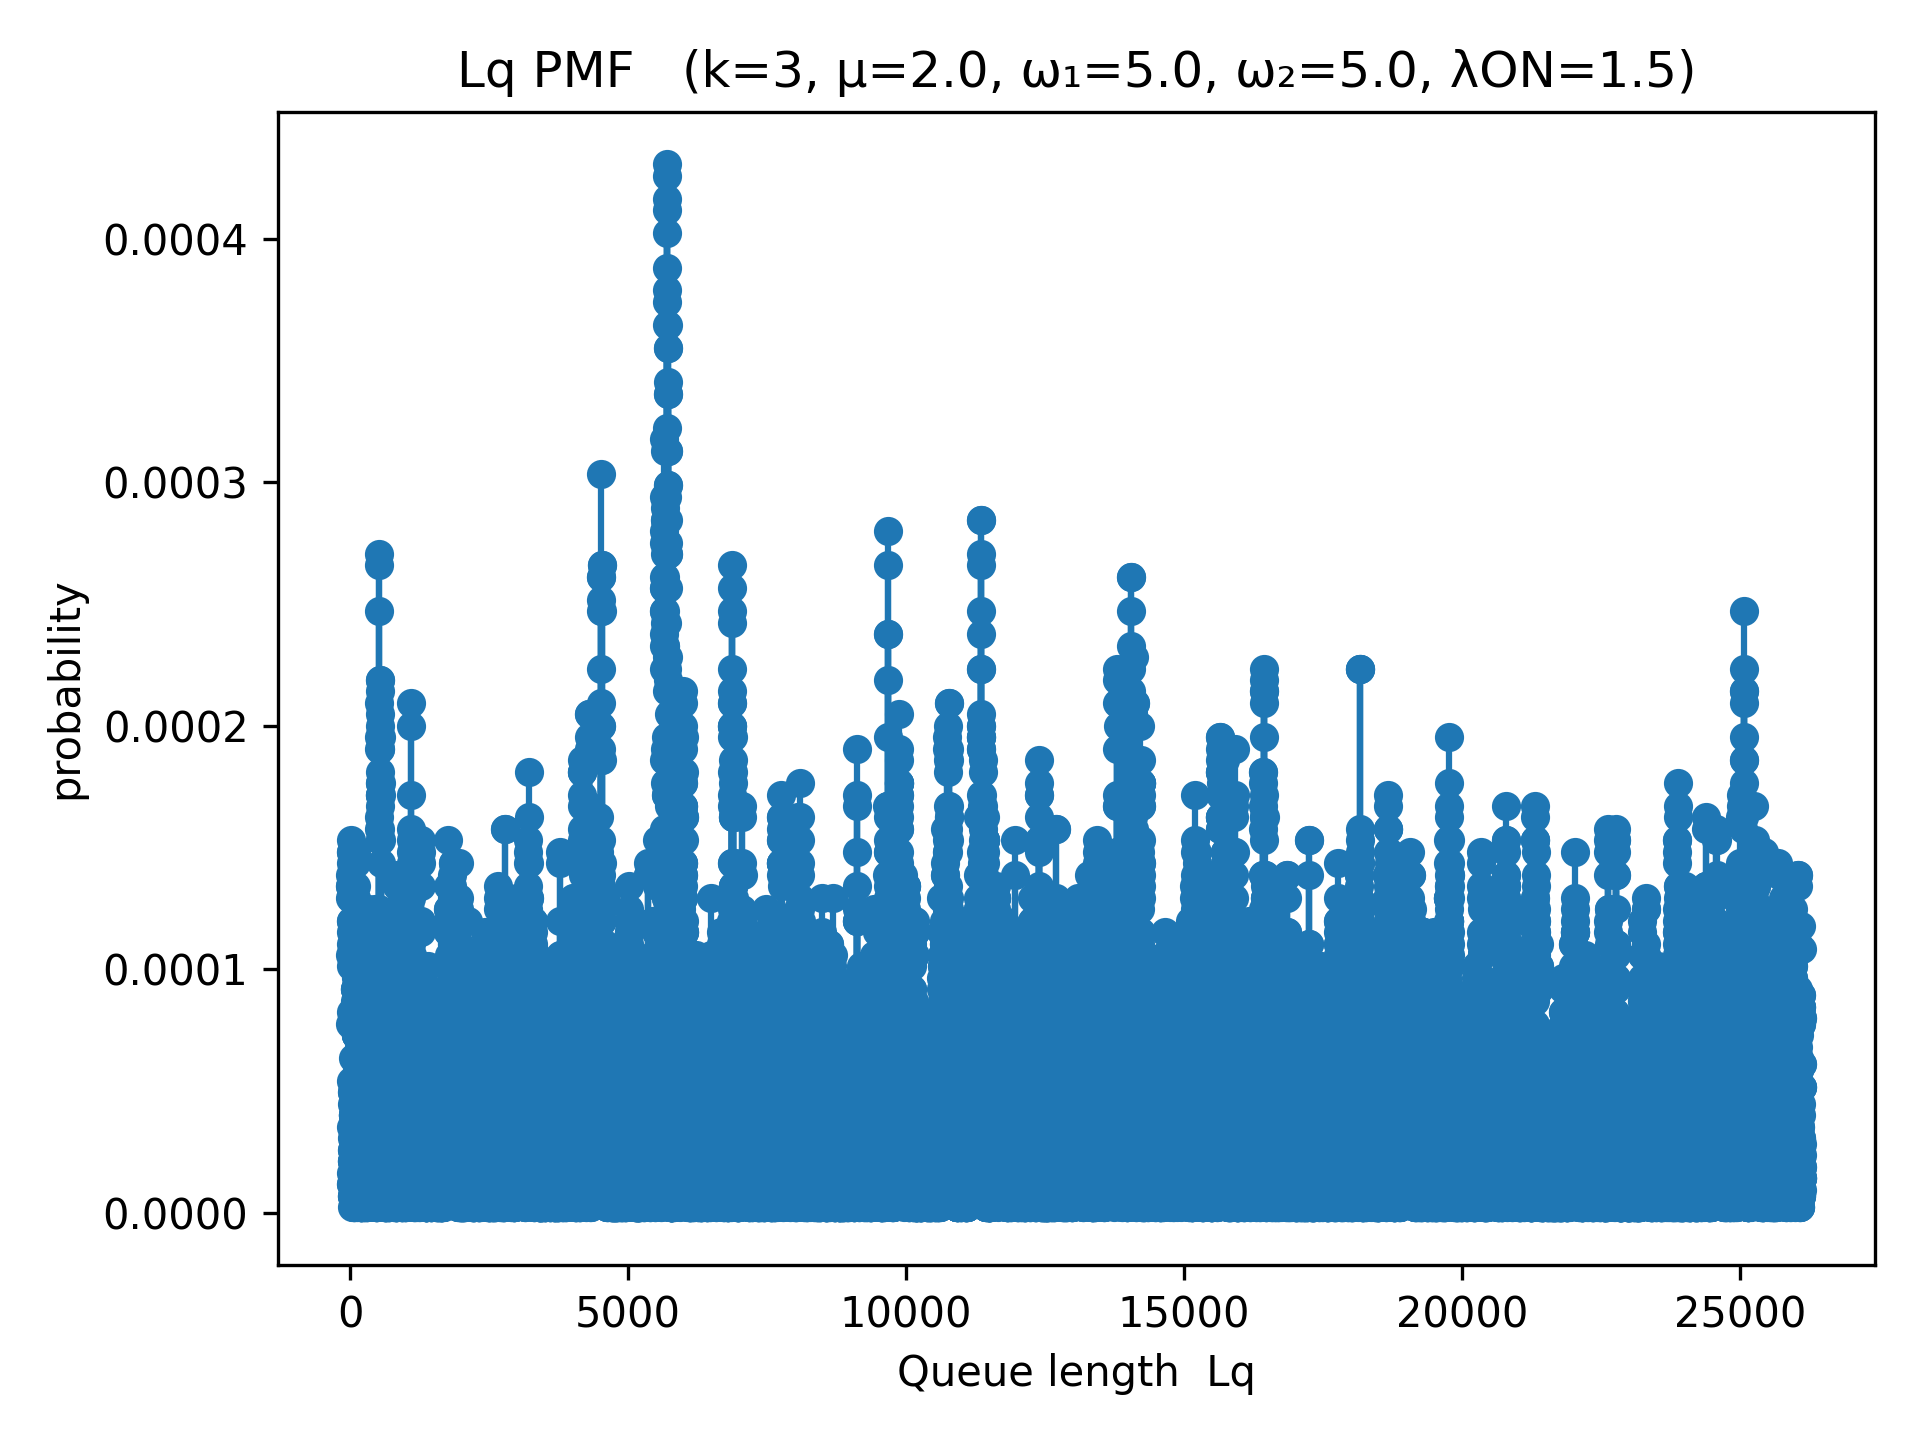 Lq PMF   (k=3, μ=2.0, ω₁=5.0, ω₂=5.0, λON=1.5)
probability
0.0004
0.0003
0.0002
0.0001
0.0000
0 5000 10000 15000 20000 25000
Queue length  Lq